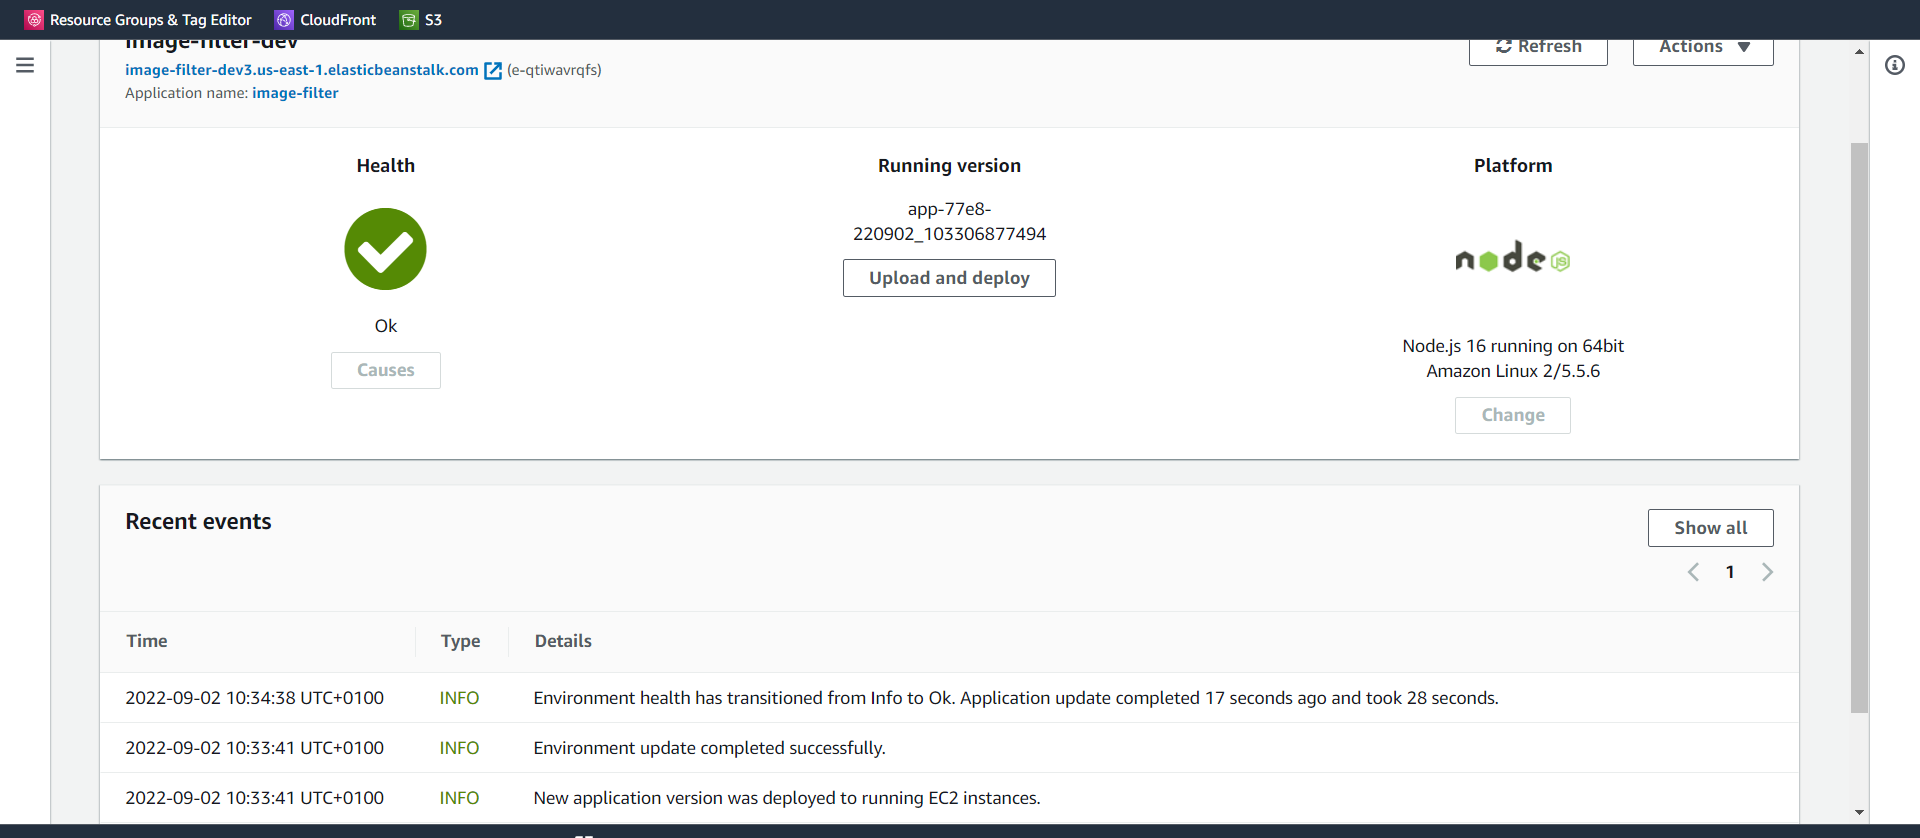 Resource Groups & Tag Editor CloudFront S3
image-filter-dev
Refresh Actions
image-filter-dev3.us-east-1.elasticbeanstalk.com (e-qtiwavrqfs)
Application name: image-filter
Health
Ok
Causes
Running version
app-77e8-
220902_103306877494
Upload and deploy
Platform
node JS
Node.js 16 running on 64bit
Amazon Linux 2/5.5.6
Change
Recent events
Show all
1
Time Type Details
2022-09-02 10:34:38 UTC+0100 INFO Environment health has transitioned from Info to Ok. Application update completed 17 seconds ago and took 28 seconds.
2022-09-02 10:33:41 UTC+0100 INFO Environment update completed successfully.
2022-09-02 10:33:41 UTC+0100 INFO New application version was deployed to running EC2 instances.